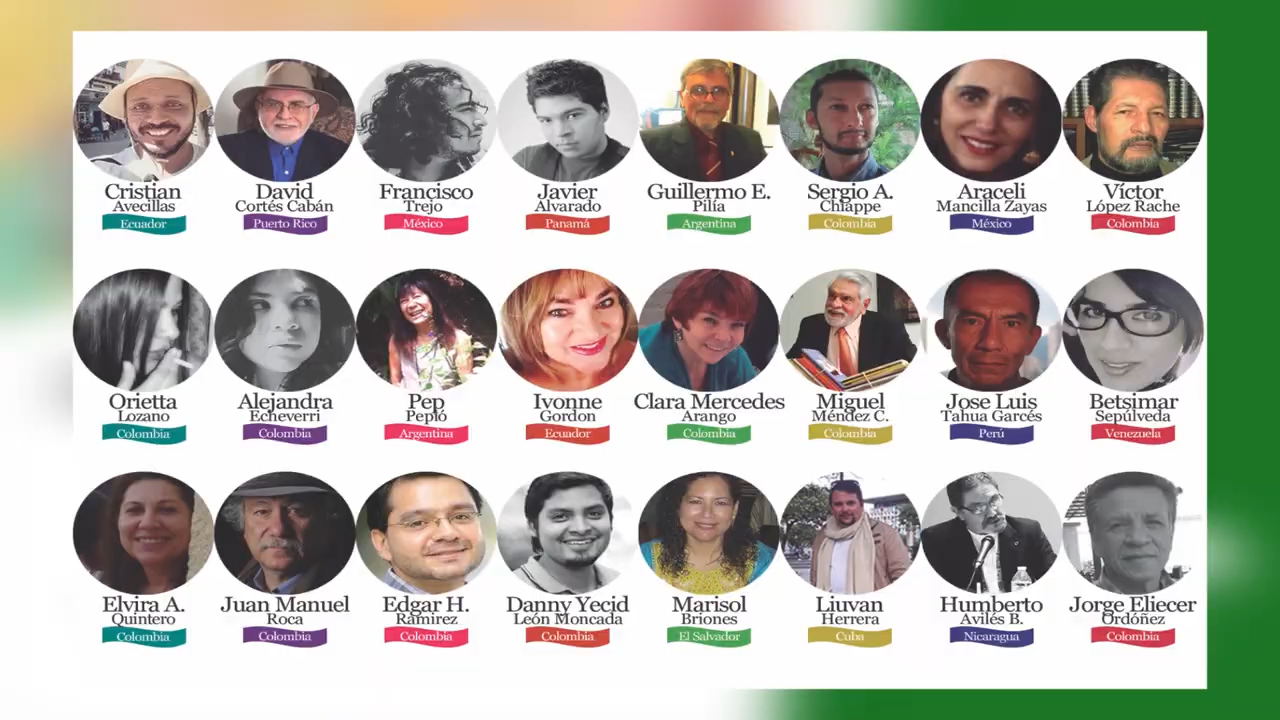 Cristian
Avecillas
Ecuador
David
Cortés Cabán
Puerto Rico
Francisco
Trejo
México
Javier
Alvarado
Panamá
Guillermo E.
Pilía
Argentina
Sergio A.
Chiappe
Colombia
Araceli
Mancilla Zayas
México
Víctor
López Rache
Colombia
Orietta
Lozano
Colombia
Alejandra
Echeverri
Colombia
Pep
Pepió
Argentina
Ivonne
Gordon
Ecuador
Clara Mercedes
Arango
Colombia
Miguel
Méndez C.
Colombia
Jose Luis
Tahua Garcés
Perú
Betsimar
Sepúlveda
Venezuela
Elvira A.
Quintero
Colombia
Juan Manuel
Roca
Colombia
Edgar H.
Ramirez
Colombia
Danny Yecid
León Moncada
Colombia
Marisol
Briones
El Salvador
Liuvan
Herrera
Cuba
Humberto
Avilés B.
Nicaragua
Jorge Eliecer
Ordóñez
Colombia